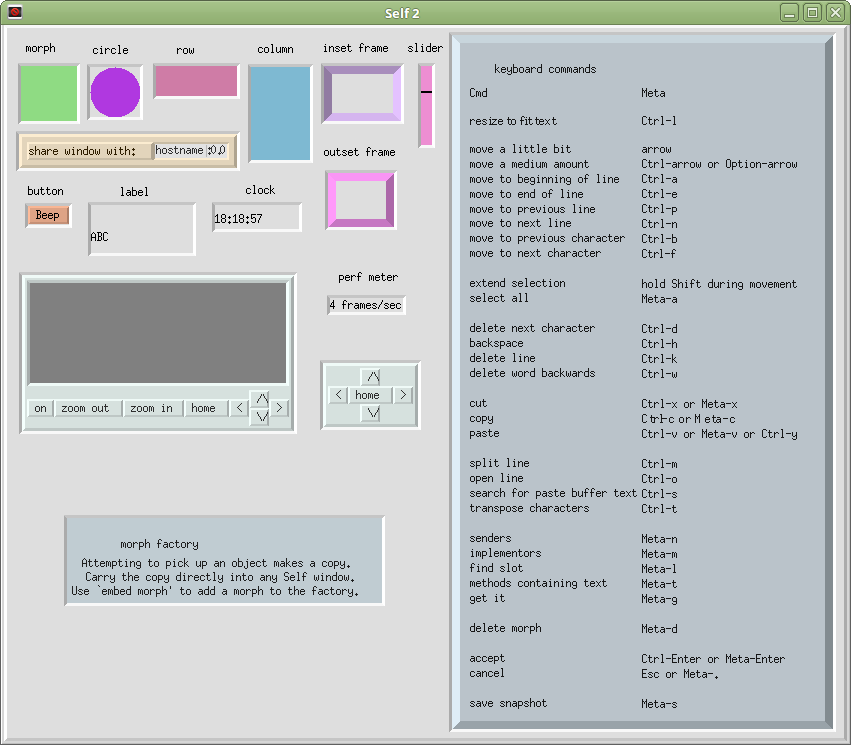 Self 2
morph
circle
row
column
inset frame
slider
share window with: hostname :0.0
outset frame
button
label
clock
Beep
ABC
18:18:57
perf meter
4 frames/sec
on zoom out zoom in home < /\ \/ >
/\
< home >
\/
morph factory
Attempting to pick up an object makes a copy.
Carry the copy directly into any Self window.
Use `embed morph' to add a morph to the factory.
keyboard commands
Cmd Meta
resize to fit text Ctrl-l
move a little bit arrow
move a medium amount Ctrl-arrow or Option-arrow
move to beginning of line Ctrl-a
move to end of line Ctrl-e
move to previous line Ctrl-p
move to next line Ctrl-n
move to previous character Ctrl-b
move to next character Ctrl-f
extend selection hold Shift during movement
select all Meta-a
delete next character Ctrl-d
backspace Ctrl-h
delete line Ctrl-k
delete word backwards Ctrl-w
cut Ctrl-x or Meta-x
copy Ctrl-c or Meta-c
paste Ctrl-v or Meta-v or Ctrl-y
split line Ctrl-m
open line Ctrl-o
search for paste buffer text Ctrl-s
transpose characters Ctrl-t
senders Meta-n
implementors Meta-m
find slot Meta-l
methods containing text Meta-t
get it Meta-g
delete morph Meta-d
accept Ctrl-Enter or Meta-Enter
cancel Esc or Meta-.
save snapshot Meta-s